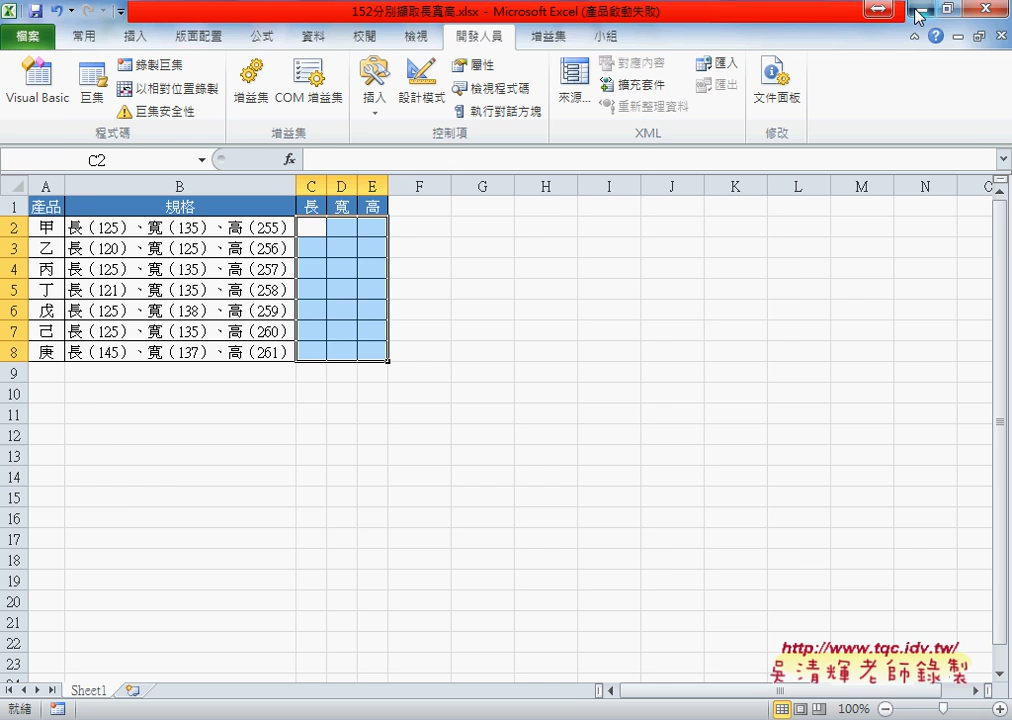 152分別擷取長寬高.xlsx - Microsoft Excel (產品啟動失敗)
檔案 常用 插入 版面配置 公式 資料 校閱 檢視 開發人員 增益集 小組
Visual Basic 巨集 錄製巨集 以相對位置錄製 巨集安全性
增益集 COM 增益集
插入 設計模式 屬性 檢視程式碼 執行對話方塊
來源... 對應內容 擴充套件 重新整理資料 匯入 匯出
文件面板
程式碼 增益集 控制項 XML 修改
C2 fx
A B C D E F G H I J K L M N
1 產品 規格 長 寬 高
2 甲 長（125）、寬（135）、高（255）
3 乙 長（120）、寬（125）、高（256）
4 丙 長（125）、寬（135）、高（257）
5 丁 長（121）、寬（135）、高（258）
6 戊 長（125）、寬（138）、高（259）
7 己 長（125）、寬（135）、高（260）
8 庚 長（145）、寬（137）、高（261）
9
10
11
12
13
14
15
16
17
18
19
20
21
22
23
http://www.tqc.idv.tw/
吳清輝老師錄製
Sheet1
就緒 100%